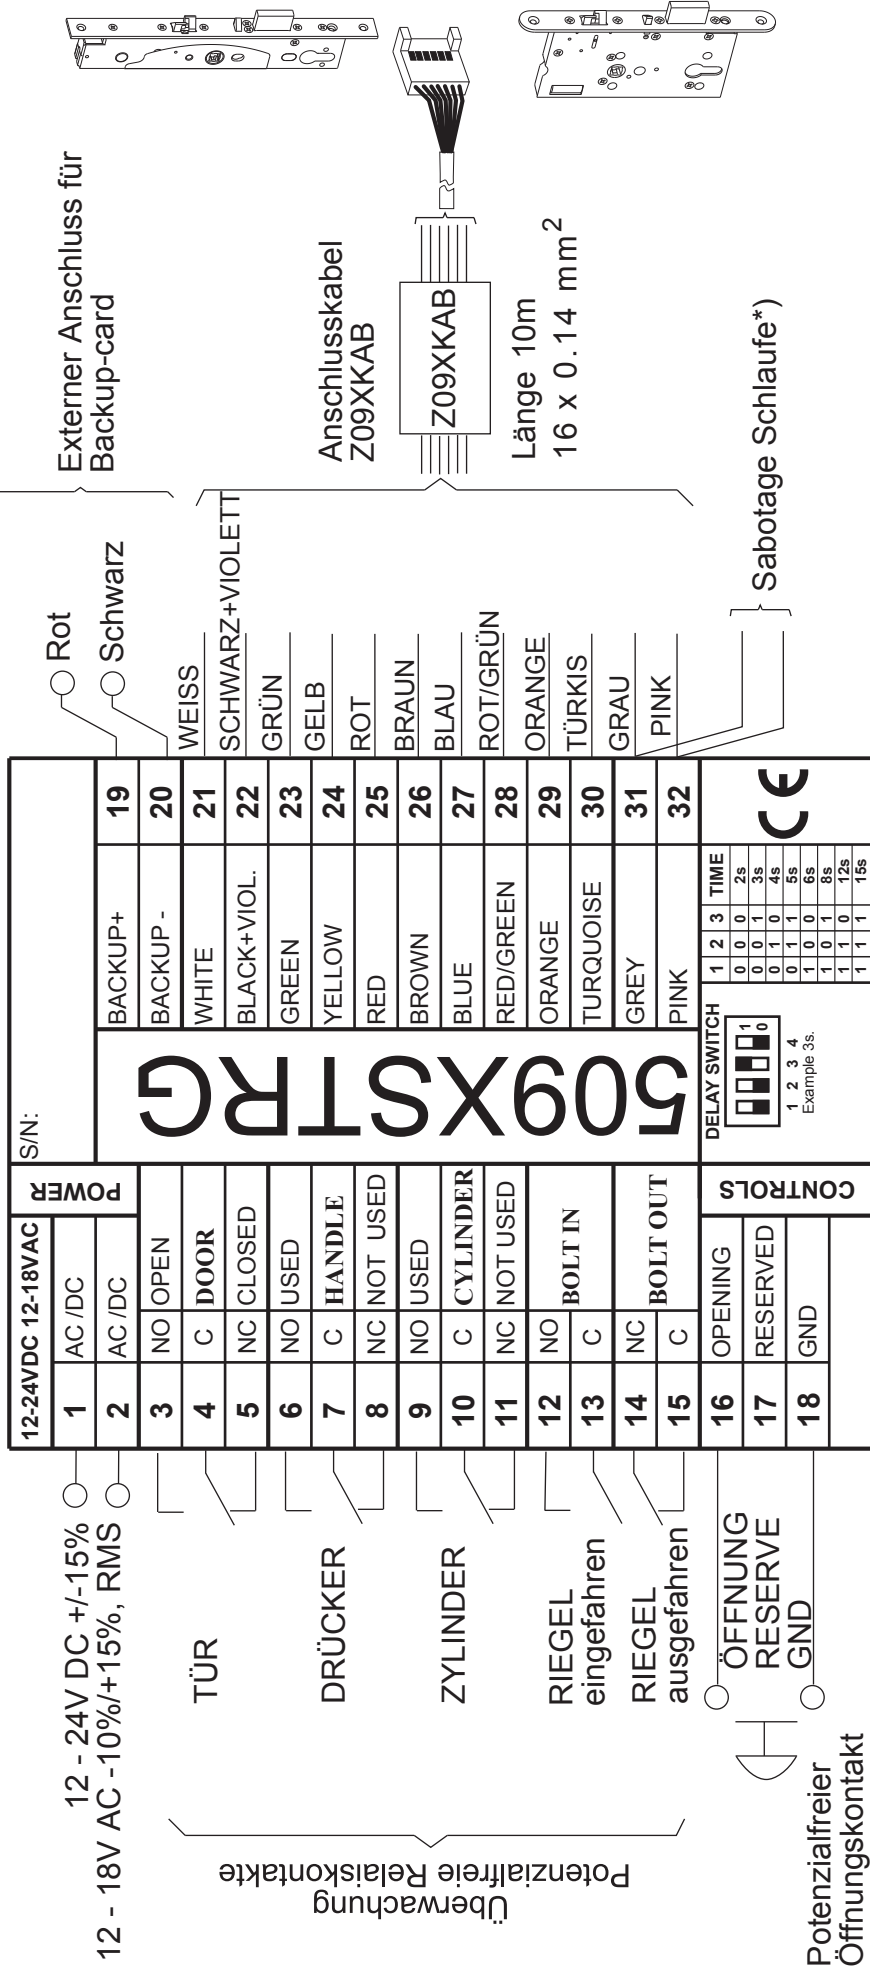 12 - 24V DC +/-15%
12 - 18V AC -10%/+15%, RMS
Überwachung
Potenzialfreie Relaiskontakte
TÜR
DRÜCKER
ZYLINDER
RIEGEL
eingefahren
RIEGEL
ausgefahren
ÖFFNUNG
RESERVE
GND
Potenzialfreier
Öffnungskontakt
12-24VDC 12-18VAC
POWER
S/N:
1 AC /DC
2 AC /DC
3 NO OPEN
4 C DOOR
5 NC CLOSED
6 NO USED
7 C HANDLE
8 NC NOT USED
9 NO USED
10 C CYLINDER
11 NC NOT USED
12 NO
BOLT IN
13 C
14 NC
BOLT OUT
15 C
16 OPENING
17 RESERVED
18 GND
CONTROLS
509XSTRG
BACKUP+ 19
BACKUP - 20
WHITE 21
BLACK+VIOL. 22
GREEN 23
YELLOW 24
RED 25
BROWN 26
BLUE 27
RED/GREEN 28
ORANGE 29
TURQUOISE 30
GREY 31
PINK 32
DELAY SWITCH
1
0
1 2 3 4
Example 3s.
1 2 3 TIME
0 0 0 2s
0 0 1 3s
0 1 0 4s
0 1 1 5s
1 0 0 6s
1 0 1 8s
1 1 0 12s
1 1 1 15s
CE
Rot
Schwarz
WEISS
SCHWARZ+VIOLETT
GRÜN
GELB
ROT
BRAUN
BLAU
ROT/GRÜN
ORANGE
TÜRKIS
GRAU
PINK
Externer Anschluss für
Backup-card
Anschlusskabel
Z09XKAB
Z09XKAB
Länge 10m
16 x 0.14 mm²
Sabotage Schlaufe*)